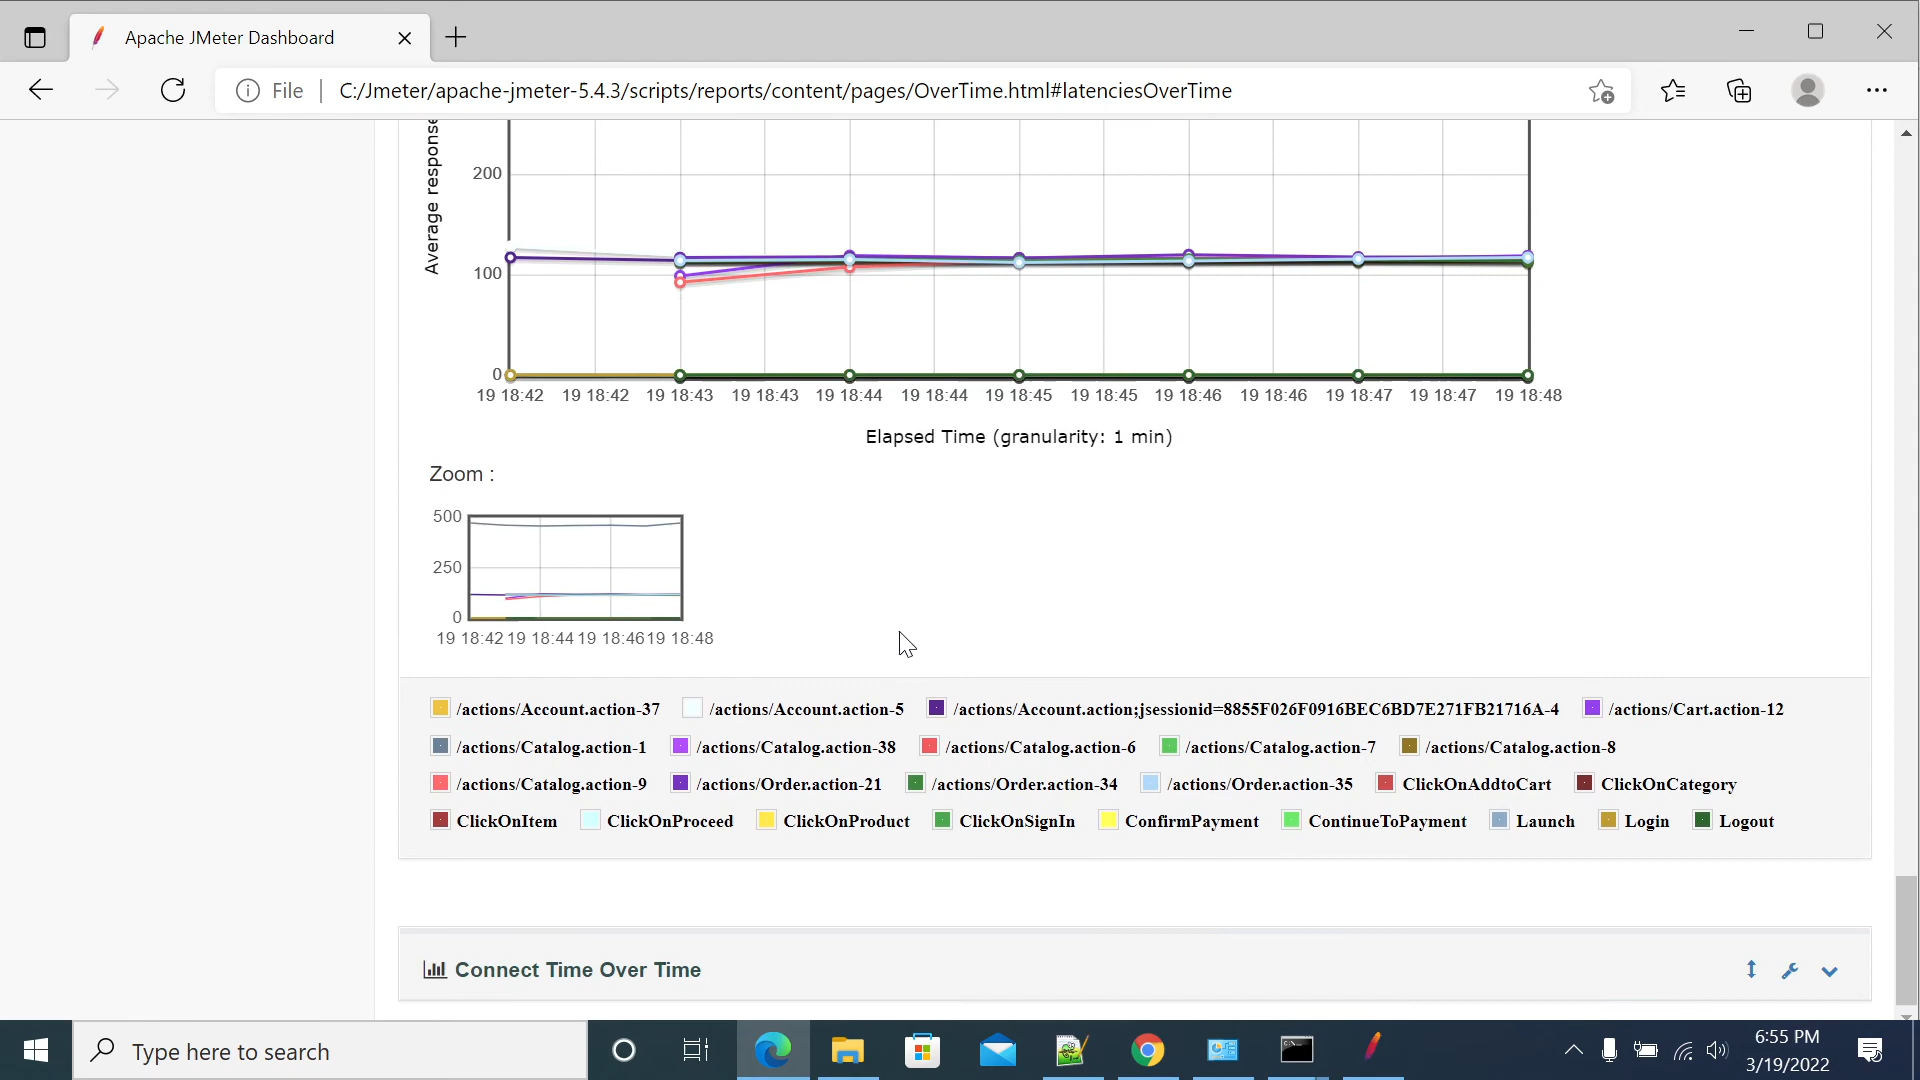 Apache JMeter Dashboard
File
C:/Jmeter/apache-jmeter-5.4.3/scripts/reports/content/pages/OverTime.html#latenciesOverTime
Average response
200
100
0
19 18:42 19 18:42 19 18:43 19 18:43 19 18:44 19 18:44 19 18:45 19 18:45 19 18:46 19 18:46 19 18:47 19 18:47 19 18:48
Elapsed Time (granularity: 1 min)
Zoom :
500
250
0
19 18:42 19 18:44 19 18:46 19 18:48
/actions/Account.action-37 /actions/Account.action-5 /actions/Account.action;jsessionid=8855F026F0916BEC6BD7E271FB21716A-4 /actions/Cart.action-12
/actions/Catalog.action-1 /actions/Catalog.action-38 /actions/Catalog.action-6 /actions/Catalog.action-7 /actions/Catalog.action-8
/actions/Catalog.action-9 /actions/Order.action-21 /actions/Order.action-34 /actions/Order.action-35 ClickOnAddtoCart ClickOnCategory
ClickOnItem ClickOnProceed ClickOnProduct ClickOnSignIn ConfirmPayment ContinueToPayment Launch Login Logout
Connect Time Over Time
Type here to search
6:55 PM
3/19/2022